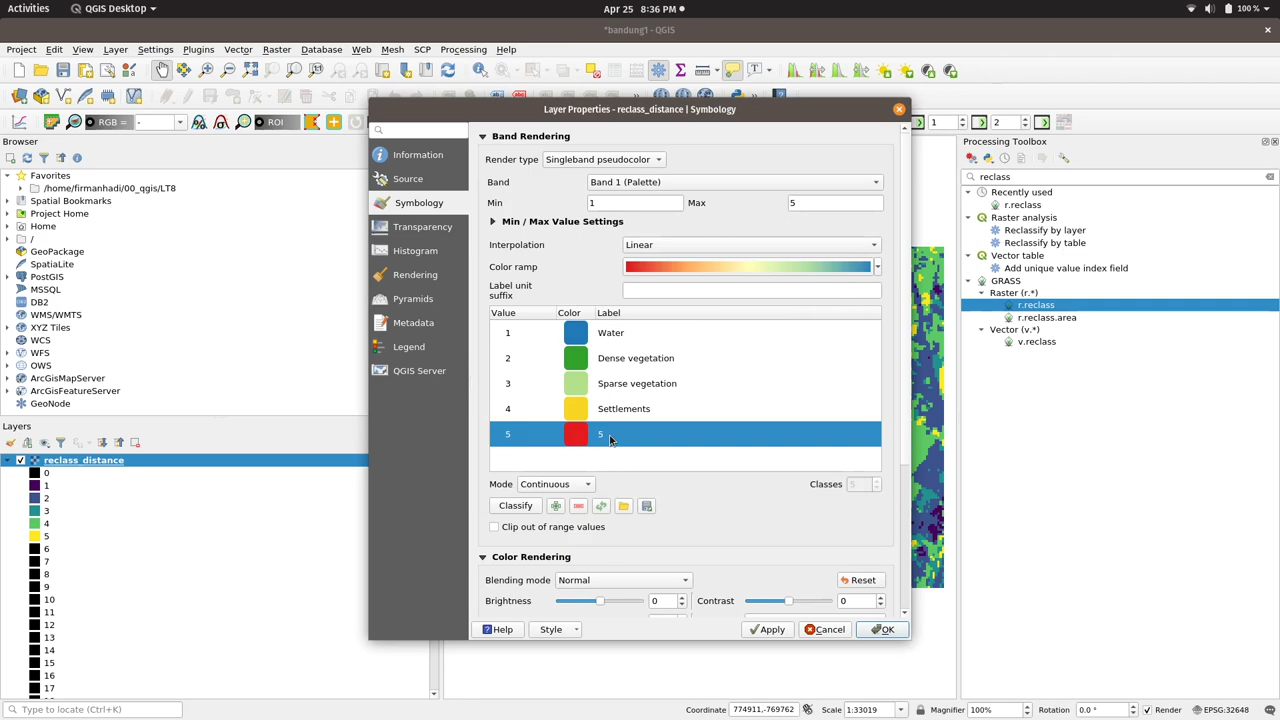 Activities
QGIS Desktop
Apr 25 8:36 PM
100 %
*bandung1 - QGIS
Project Edit View Layer Settings Plugins Vector Raster Database Web Mesh SCP Processing Help
RGB = - ROI 1 2
Browser
Favorites
/home/firmanhadi/00_qgis/LT8
Spatial Bookmarks
Project Home
Home
/
GeoPackage
SpatiaLite
PostGIS
MSSQL
DB2
WMS/WMTS
XYZ Tiles
WCS
WFS
OWS
ArcGisMapServer
ArcGisFeatureServer
GeoNode
Layers
reclass_distance
0
1
2
3
4
5
6
7
8
9
10
11
12
13
14
15
16
17
Layer Properties - reclass_distance | Symbology
Information
Source
Symbology
Transparency
Histogram
Rendering
Pyramids
Metadata
Legend
QGIS Server
Band Rendering
Render type Singleband pseudocolor
Band Band 1 (Palette)
Min 1 Max 5
Min / Max Value Settings
Interpolation Linear
Color ramp
Label unit
suffix
Value Color Label
1 Water
2 Dense vegetation
3 Sparse vegetation
4 Settlements
5 5
Mode Continuous Classes 5
Classify
Clip out of range values
Color Rendering
Blending mode Normal Reset
Brightness 0 Contrast 0
Help Style Apply Cancel OK
Processing Toolbox
reclass
Recently used
r.reclass
Raster analysis
Reclassify by layer
Reclassify by table
Vector table
Add unique value index field
GRASS
Raster (r.*)
r.reclass
r.reclass.area
Vector (v.*)
v.reclass
Type to locate (Ctrl+K)
Coordinate 774911,-769762 Scale 1:33019 Magnifier 100% Rotation 0.0 ° Render EPSG:32648